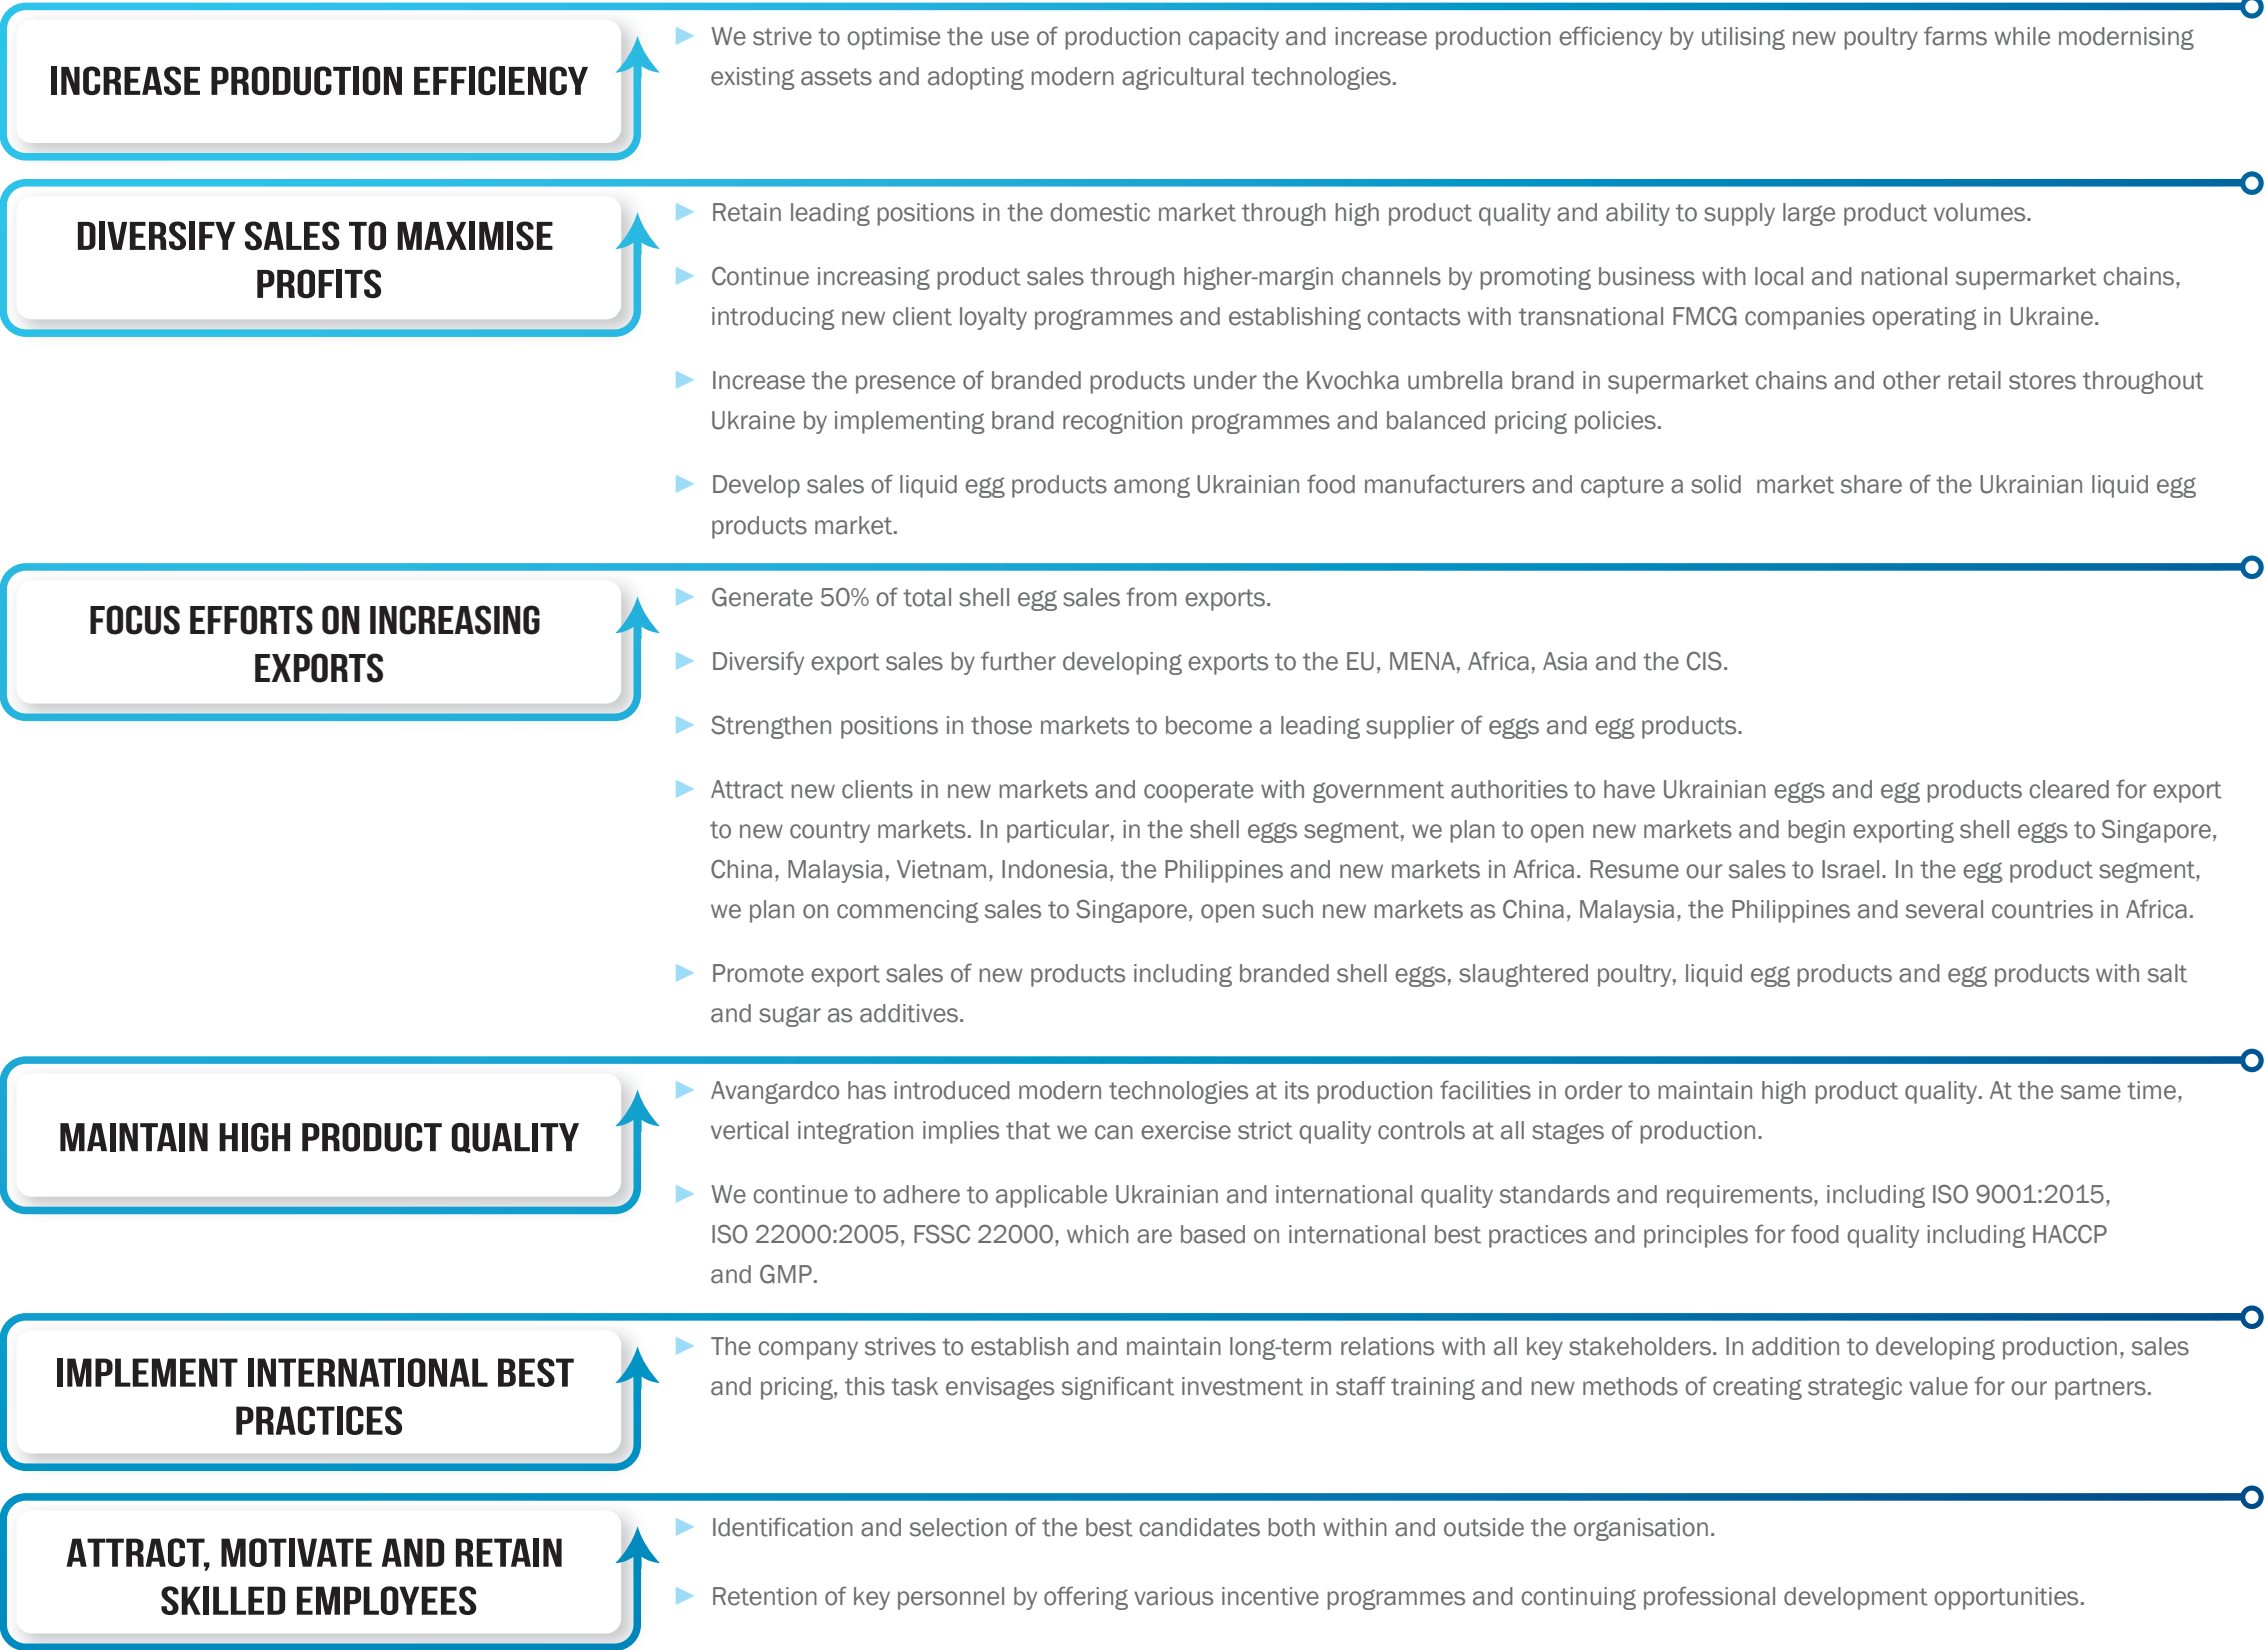 INCREASE PRODUCTION EFFICIENCY
We strive to optimise the use of production capacity and increase production efficiency by utilising new poultry farms while modernising
existing assets and adopting modern agricultural technologies.
DIVERSIFY SALES TO MAXIMISE
PROFITS
Retain leading positions in the domestic market through high product quality and ability to supply large product volumes.
Continue increasing product sales through higher-margin channels by promoting business with local and national supermarket chains,
introducing new client loyalty programmes and establishing contacts with transnational FMCG companies operating in Ukraine.
Increase the presence of branded products under the Kvochka umbrella brand in supermarket chains and other retail stores throughout
Ukraine by implementing brand recognition programmes and balanced pricing policies.
Develop sales of liquid egg products among Ukrainian food manufacturers and capture a solid market share of the Ukrainian liquid egg
products market.
FOCUS EFFORTS ON INCREASING
EXPORTS
Generate 50% of total shell egg sales from exports.
Diversify export sales by further developing exports to the EU, MENA, Africa, Asia and the CIS.
Strengthen positions in those markets to become a leading supplier of eggs and egg products.
Attract new clients in new markets and cooperate with government authorities to have Ukrainian eggs and egg products cleared for export
to new country markets. In particular, in the shell eggs segment, we plan to open new markets and begin exporting shell eggs to Singapore,
China, Malaysia, Vietnam, Indonesia, the Philippines and new markets in Africa. Resume our sales to Israel. In the egg product segment,
we plan on commencing sales to Singapore, open such new markets as China, Malaysia, the Philippines and several countries in Africa.
Promote export sales of new products including branded shell eggs, slaughtered poultry, liquid egg products and egg products with salt
and sugar as additives.
MAINTAIN HIGH PRODUCT QUALITY
Avangardco has introduced modern technologies at its production facilities in order to maintain high product quality. At the same time,
vertical integration implies that we can exercise strict quality controls at all stages of production.
We continue to adhere to applicable Ukrainian and international quality standards and requirements, including ISO 9001:2015,
ISO 22000:2005, FSSC 22000, which are based on international best practices and principles for food quality including HACCP
and GMP.
IMPLEMENT INTERNATIONAL BEST
PRACTICES
The company strives to establish and maintain long-term relations with all key stakeholders. In addition to developing production, sales
and pricing, this task envisages significant investment in staff training and new methods of creating strategic value for our partners.
ATTRACT, MOTIVATE AND RETAIN
SKILLED EMPLOYEES
Identification and selection of the best candidates both within and outside the organisation.
Retention of key personnel by offering various incentive programmes and continuing professional development opportunities.